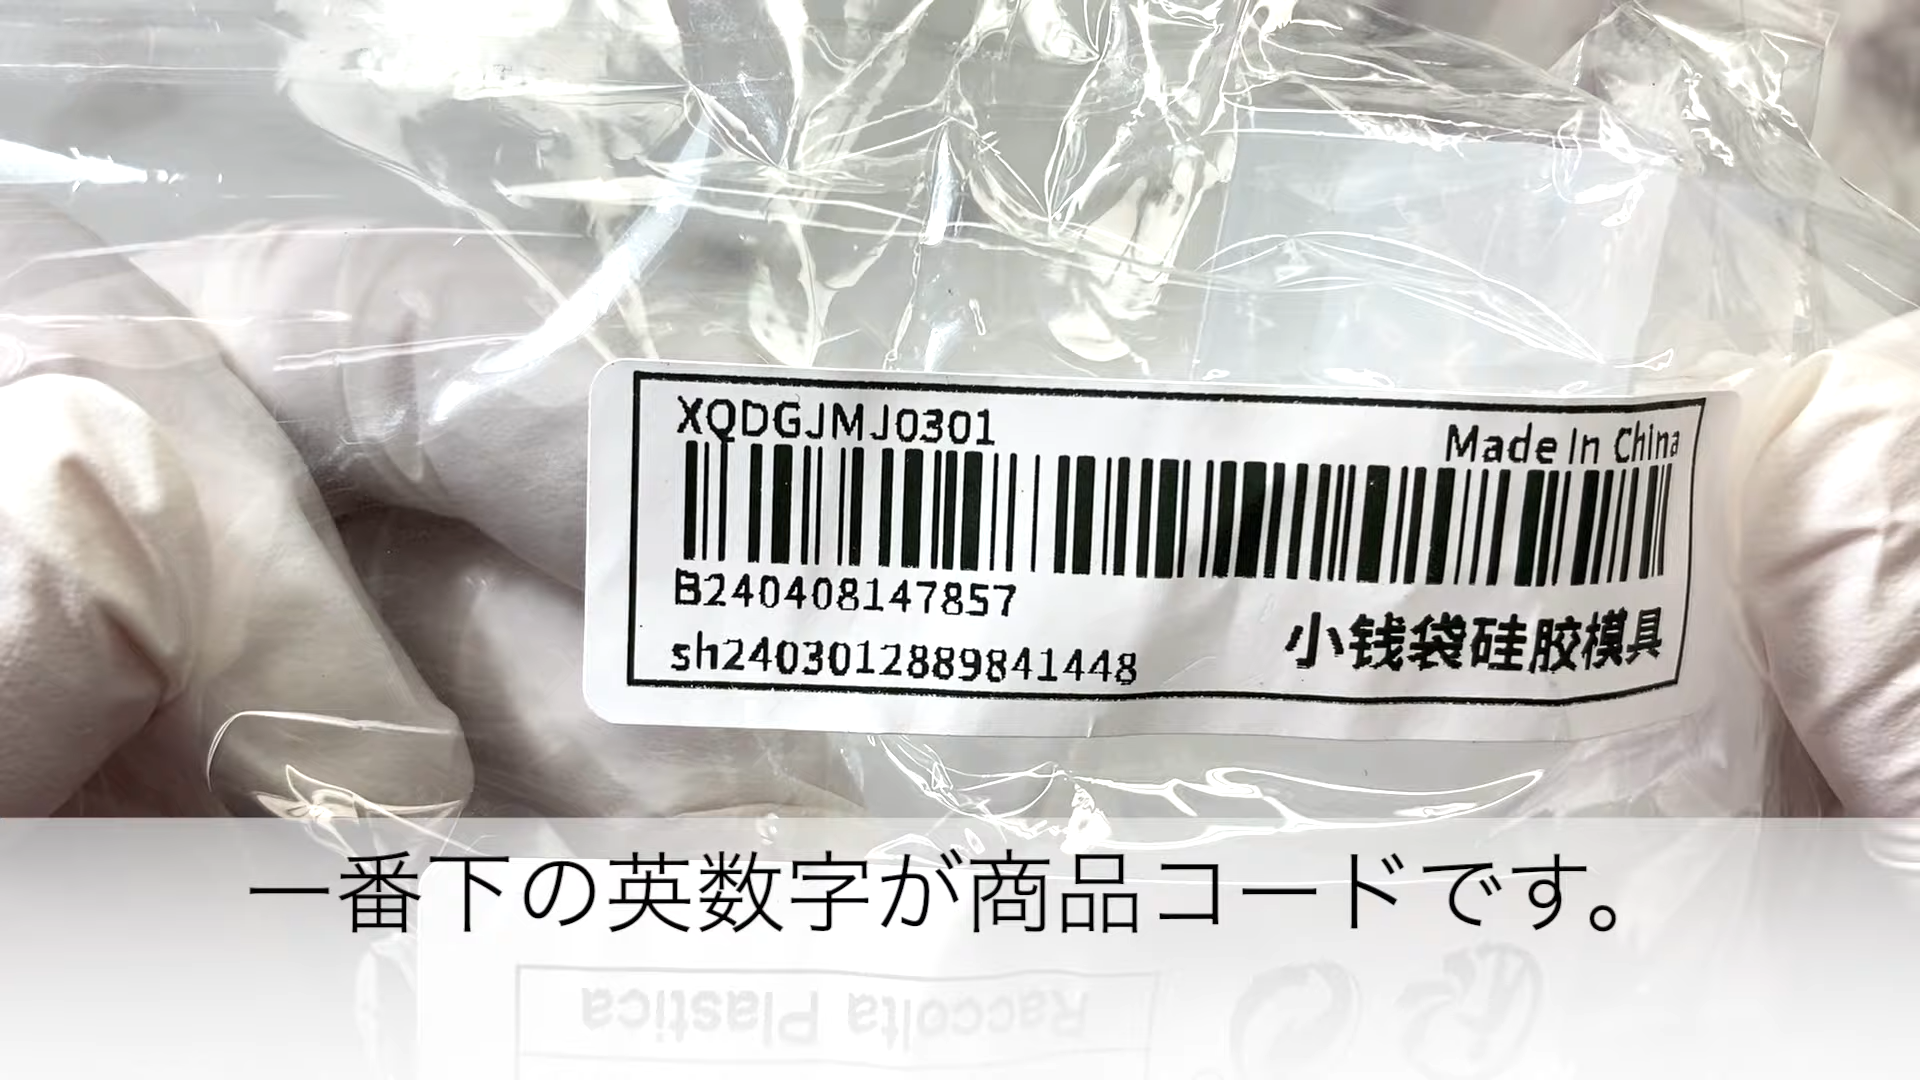 XQDGJMJ0301
Made In China
B240408147857
sh2403012889841448
小钱袋硅胶模具
一番下の英数字が商品コードです。
Raccolta Plastica